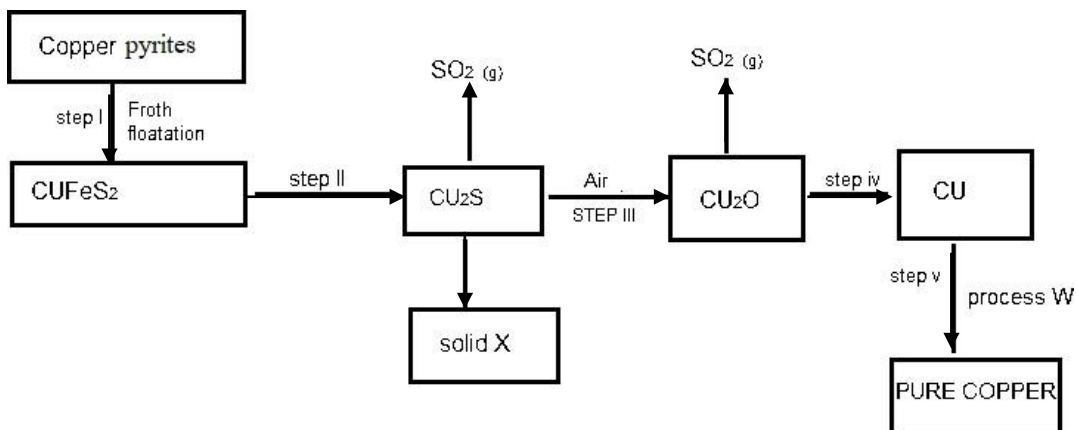 Copper pyrites
step I
Froth
floatation
CUFeS2
step II
SO2 (g)
CU2S
solid X
Air
STEP III
SO2 (g)
CU2O
step iv
CU
step v
process W
PURE COPPER